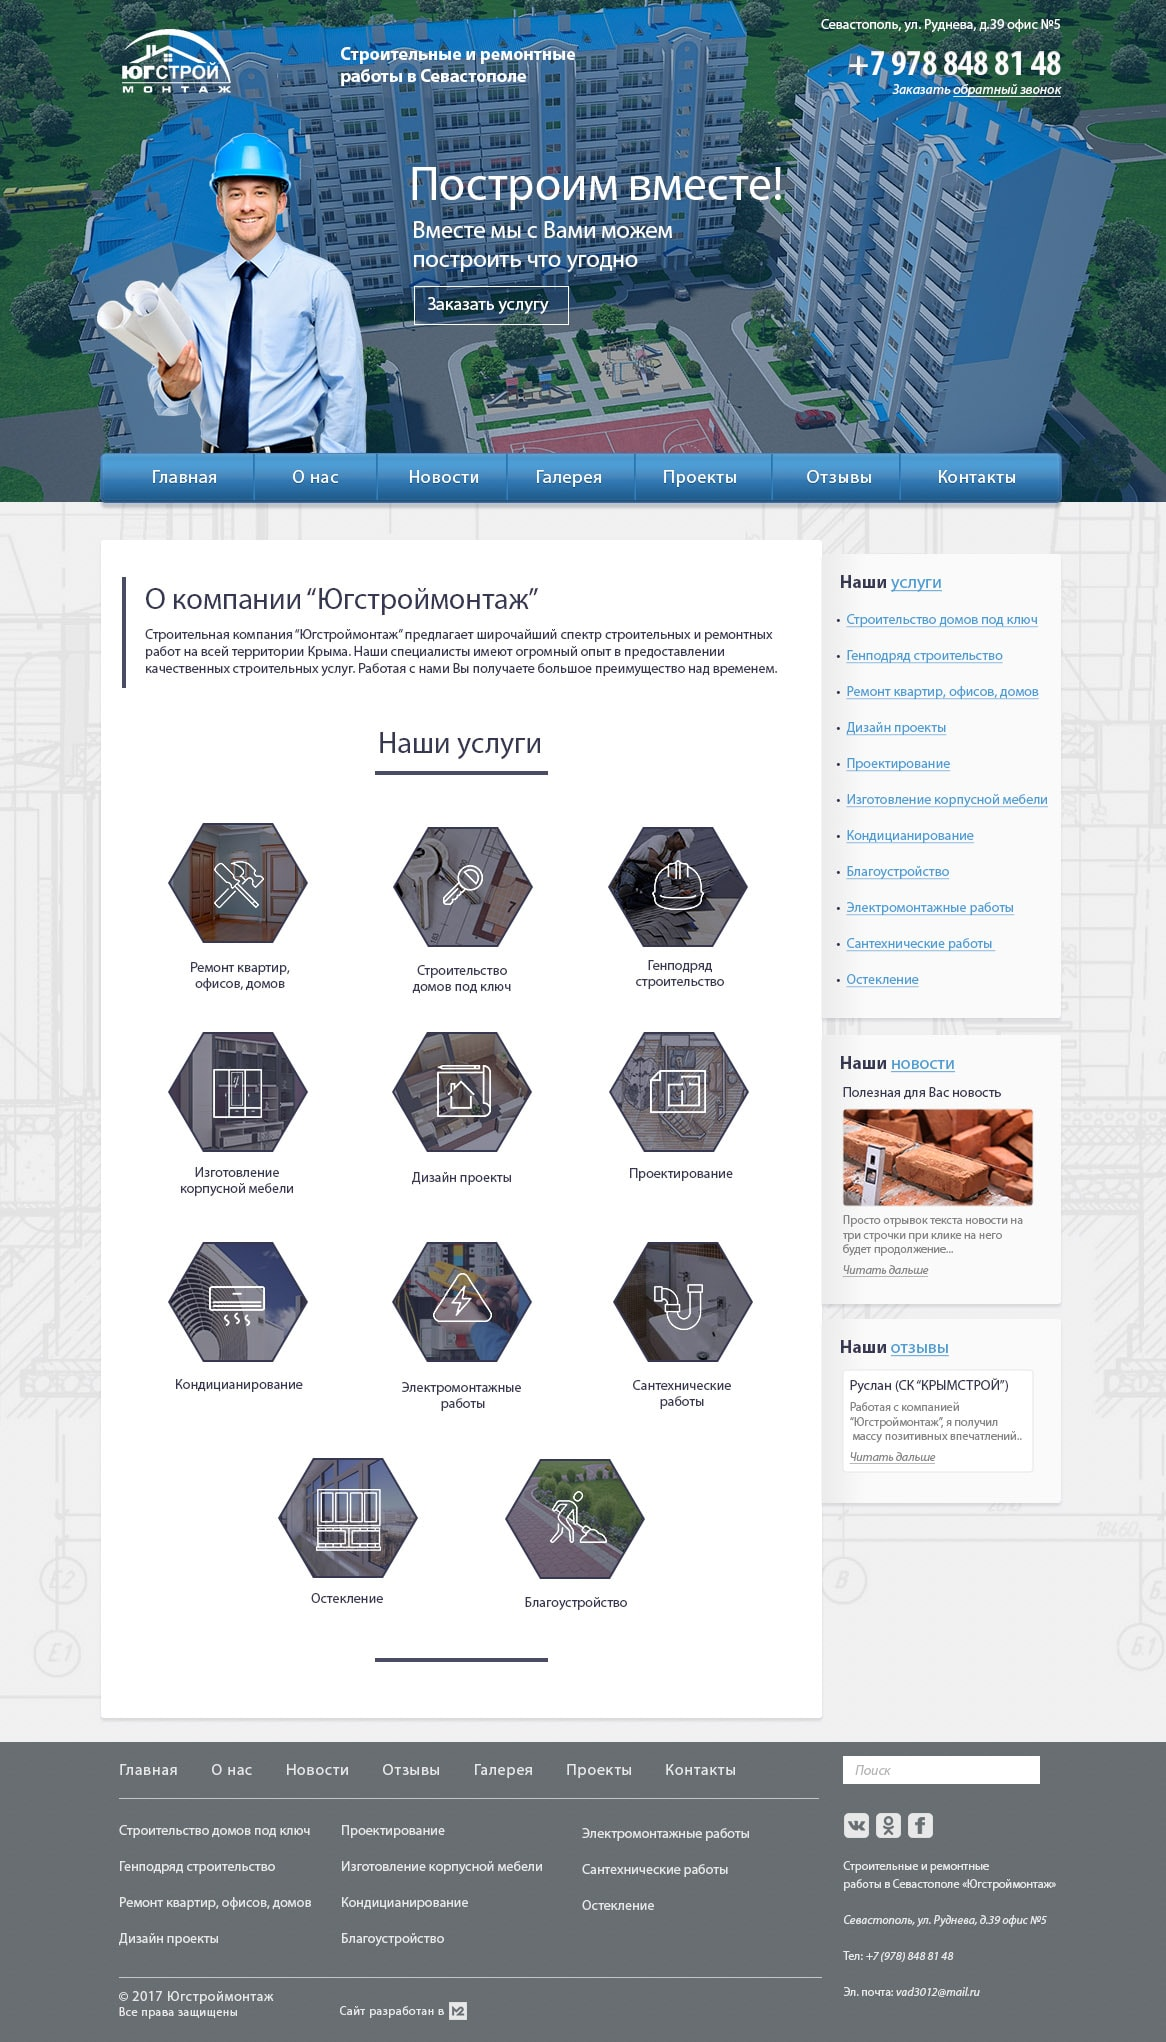 ЮГСТРОЙ
МОНТАЖ
Строительные и ремонтные
работы в Севастополе
Севастополь, ул. Руднева, д.39 офис №5
+7 978 848 81 48
Заказать обратный звонок
Построим вместе!
Вместе мы с Вами можем
построить что угодно
Заказать услугу
Главная
О нас
Новости
Галерея
Проекты
Отзывы
Контакты
О компании “Югстроймонтаж”
Строительная компания “Югстроймонтаж” предлагает широчайший спектр строительных и ремонтных
работ на всей территории Крыма. Наши специалисты имеют огромный опыт в предоставлении
качественных строительных услуг. Работая с нами Вы получаете большое преимущество над временем.
Наши услуги
Ремонт квартир,
офисов, домов
Строительство
домов под ключ
Генподряд
строительство
Изготовление
корпусной мебели
Дизайн проекты
Проектирование
Кондицианирование
Электромонтажные
работы
Сантехнические
работы
Остекление
Благоустройство
Наши услуги
• Строительство домов под ключ
• Генподряд строительство
• Ремонт квартир, офисов, домов
• Дизайн проекты
• Проектирование
• Изготовление корпусной мебели
• Кондицианирование
• Благоустройство
• Электромонтажные работы
• Сантехнические работы
• Остекление
Наши новости
Полезная для Вас новость
Просто отрывок текста новости на
три строчки при клике на него
будет продолжение...
Читать дальше
Наши отзывы
Руслан (СК “КРЫМСТРОЙ”)
Работая с компанией
“Югстроймонтаж”, я получил
массу позитивных впечатлений..
Читать дальше
18460
Е2
В
Е.1
Б.1
Главная
О нас
Новости
Отзывы
Галерея
Проекты
Контакты
Строительство домов под ключ
Генподряд строительство
Ремонт квартир, офисов, домов
Дизайн проекты
Проектирование
Изготовление корпусной мебели
Кондицианирование
Благоустройство
Электромонтажные работы
Сантехнические работы
Остекление
© 2017 Югстроймонтаж
Все права защищены
Сайт разработан в
Поиск
Строительные и ремонтные
работы в Севастополе «Югстроймонтаж»
Севастополь, ул. Руднева, д.39 офис №5
Тел: +7 (978) 848 81 48
Эл. почта: vad3012@mail.ru